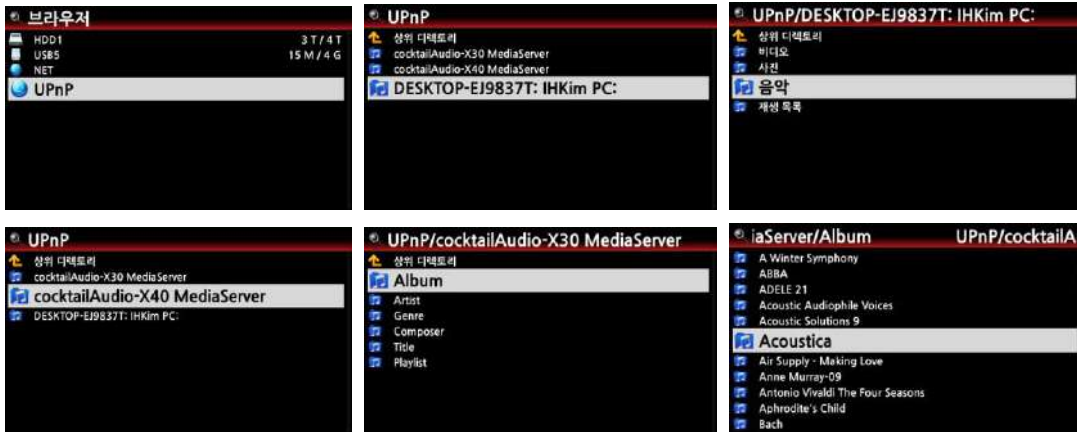 브라우저
HDD1 3T/4T
USB5 15M/4G
NET
UPnP
UPnP
상위 디렉토리
cocktailAudio-X30 MediaServer
cocktailAudio-X40 MediaServer
DESKTOP-EJ9837T: IHKim PC:
UPnP/DESKTOP-EJ9837T: IHKim PC:
상위 디렉토리
비디오
사진
음악
재생 목록
UPnP
상위 디렉토리
cocktailAudio-X30 MediaServer
cocktailAudio-X40 MediaServer
DESKTOP-EJ9837T: IHKim PC:
UPnP/cocktailAudio-X30 MediaServer
상위 디렉토리
Album
Artist
Genre
Composer
Title
Playlist
iaServer/Album UPnP/cocktailA
A Winter Symphony
ABBA
ADELE 21
Acoustic Audiophile Voices
Acoustic Solutions 9
Acoustica
Air Supply - Making Love
Anne Murray-09
Antonio Vivaldi The Four Seasons
Aphrodite's Child
Bach